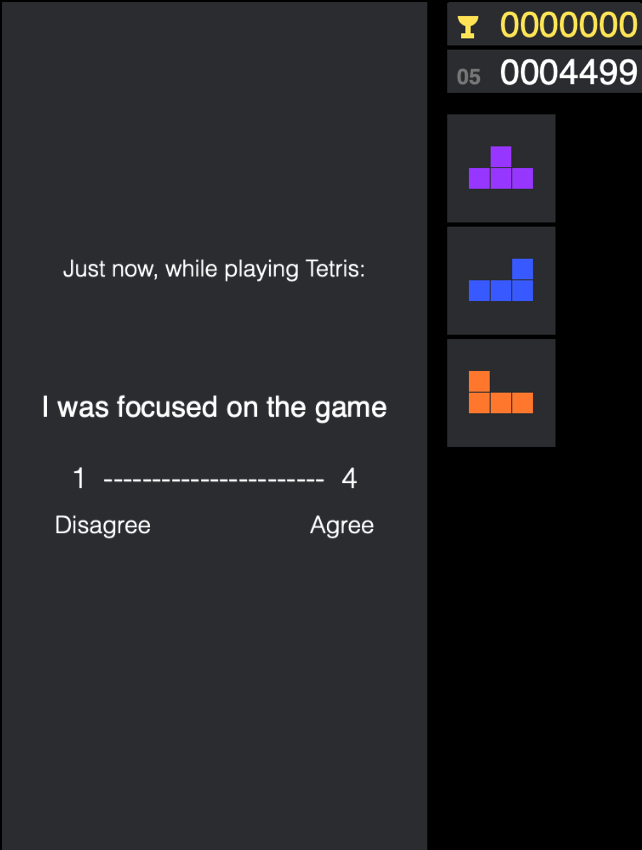 0000000
05 0004499
Just now, while playing Tetris:
I was focused on the game
1 ----------------------- 4
Disagree Agree